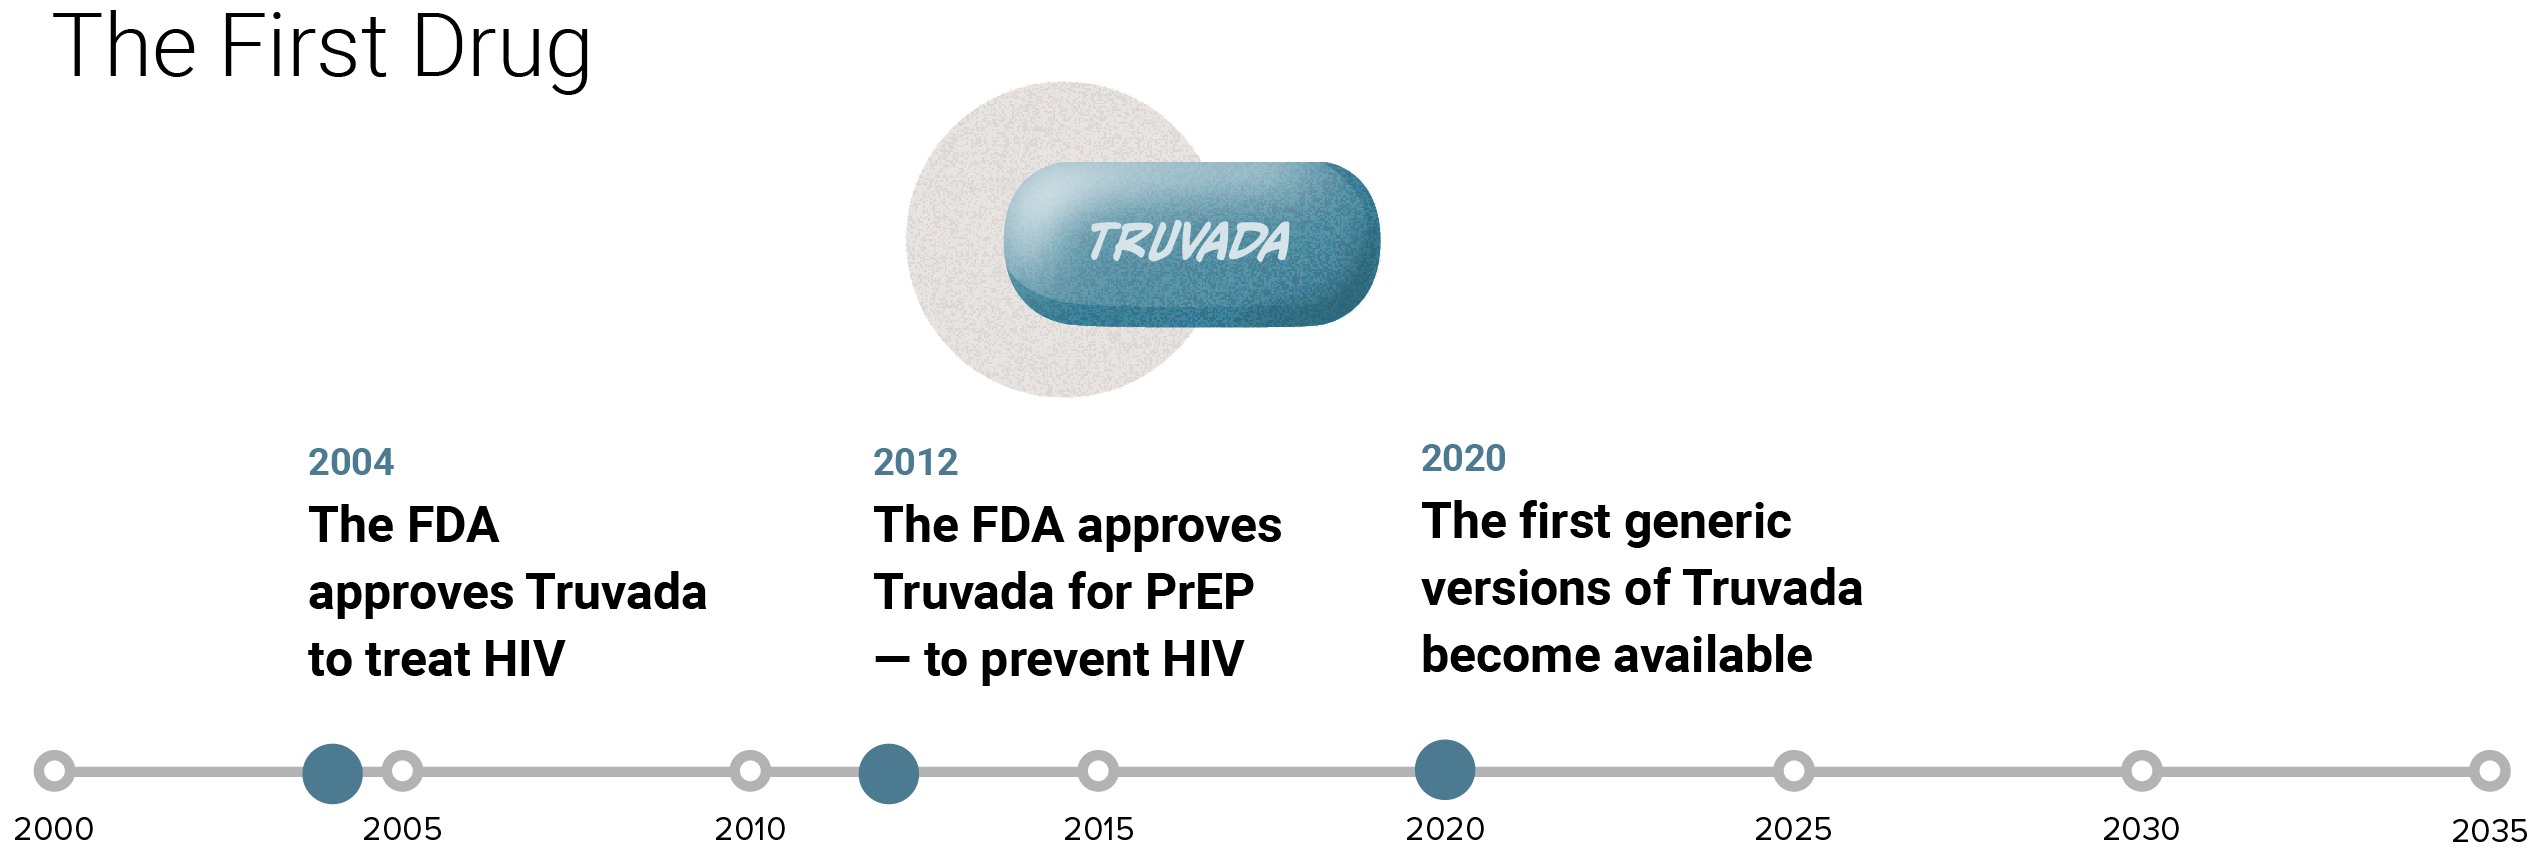 The First Drug
TRUVADA
2004
The FDA
approves Truvada
to treat HIV
2012
The FDA approves
Truvada for PrEP
— to prevent HIV
2020
The first generic
versions of Truvada
become available
2000
2005
2010
2015
2020
2025
2030
2035